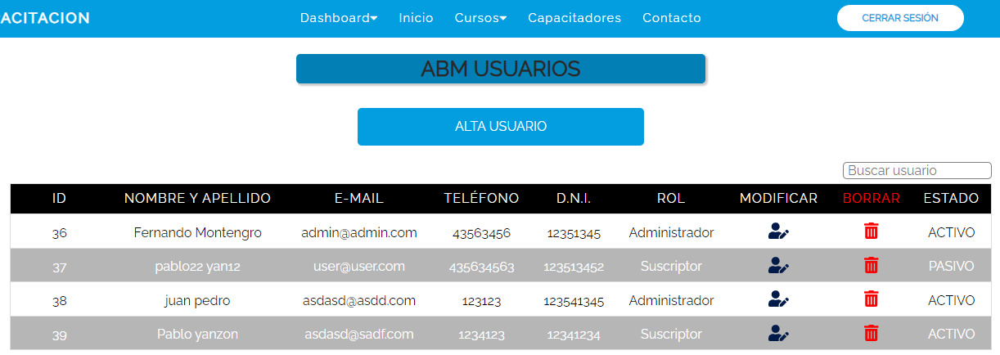 ACITACION Dashboard Inicio Cursos Capacitadores Contacto CERRAR SESIÓN
ABM USUARIOS
ALTA USUARIO
Buscar usuario
ID NOMBRE Y APELLIDO E-MAIL TELÉFONO D.N.I. ROL MODIFICAR BORRAR ESTADO
36 Fernando Montengro admin@admin.com 43563456 12351345 Administrador ACTIVO
37 pablo22 yan12 user@user.com 435634563 123513452 Suscriptor PASIVO
38 juan pedro asdasd@asdd.com 123123 123541345 Administrador ACTIVO
39 Pablo yanzon asdasd@sadf.com 1234123 12341234 Suscriptor ACTIVO